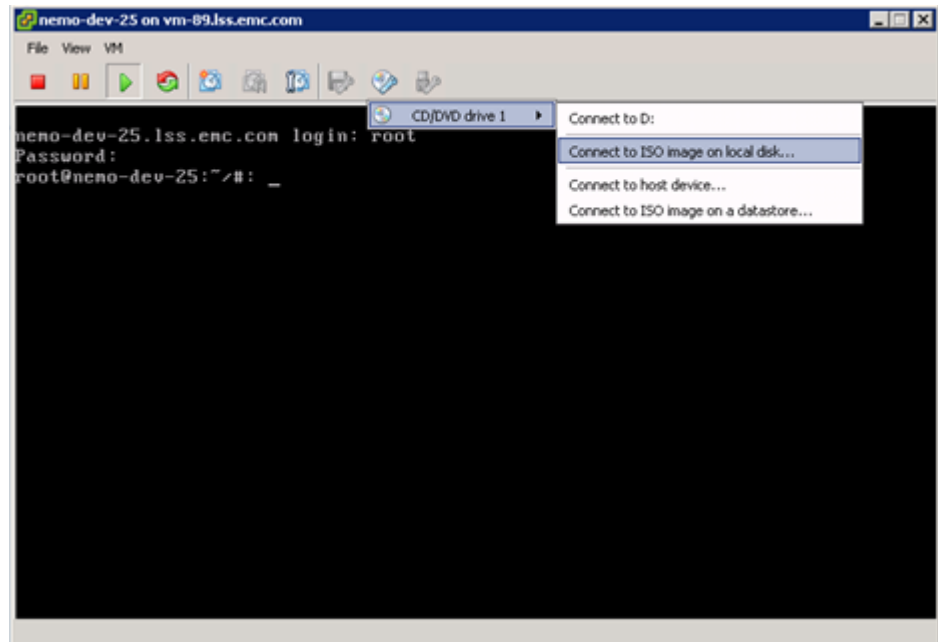 nemo-dev-25 on vm-89.lss.emc.com
File View VM
CD/DVD drive 1
Connect to D:
Connect to ISO image on local disk...
Connect to host device...
Connect to ISO image on a datastore...
nemo-dev-25.lss.emc.com login: root
Password:
root@nemo-dev-25:~/#: _